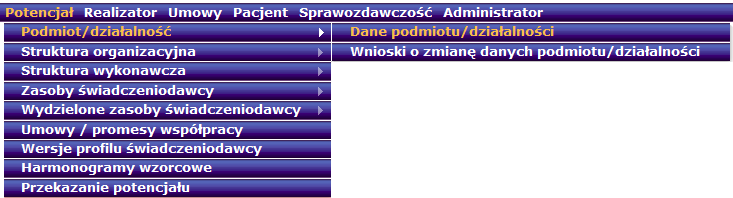 Potencjał Realizator Umowy Pacjent Sprawozdawczość Administrator
Podmiot/działalność
Dane podmiotu/działalności
Struktura organizacyjna
Wnioski o zmianę danych podmiotu/działalności
Struktura wykonawcza
Zasoby świadczeniodawcy
Wydzielone zasoby świadczeniodawcy
Umowy / promesy współpracy
Wersje profilu świadczeniodawcy
Harmonogramy wzorcowe
Przekazanie potencjału